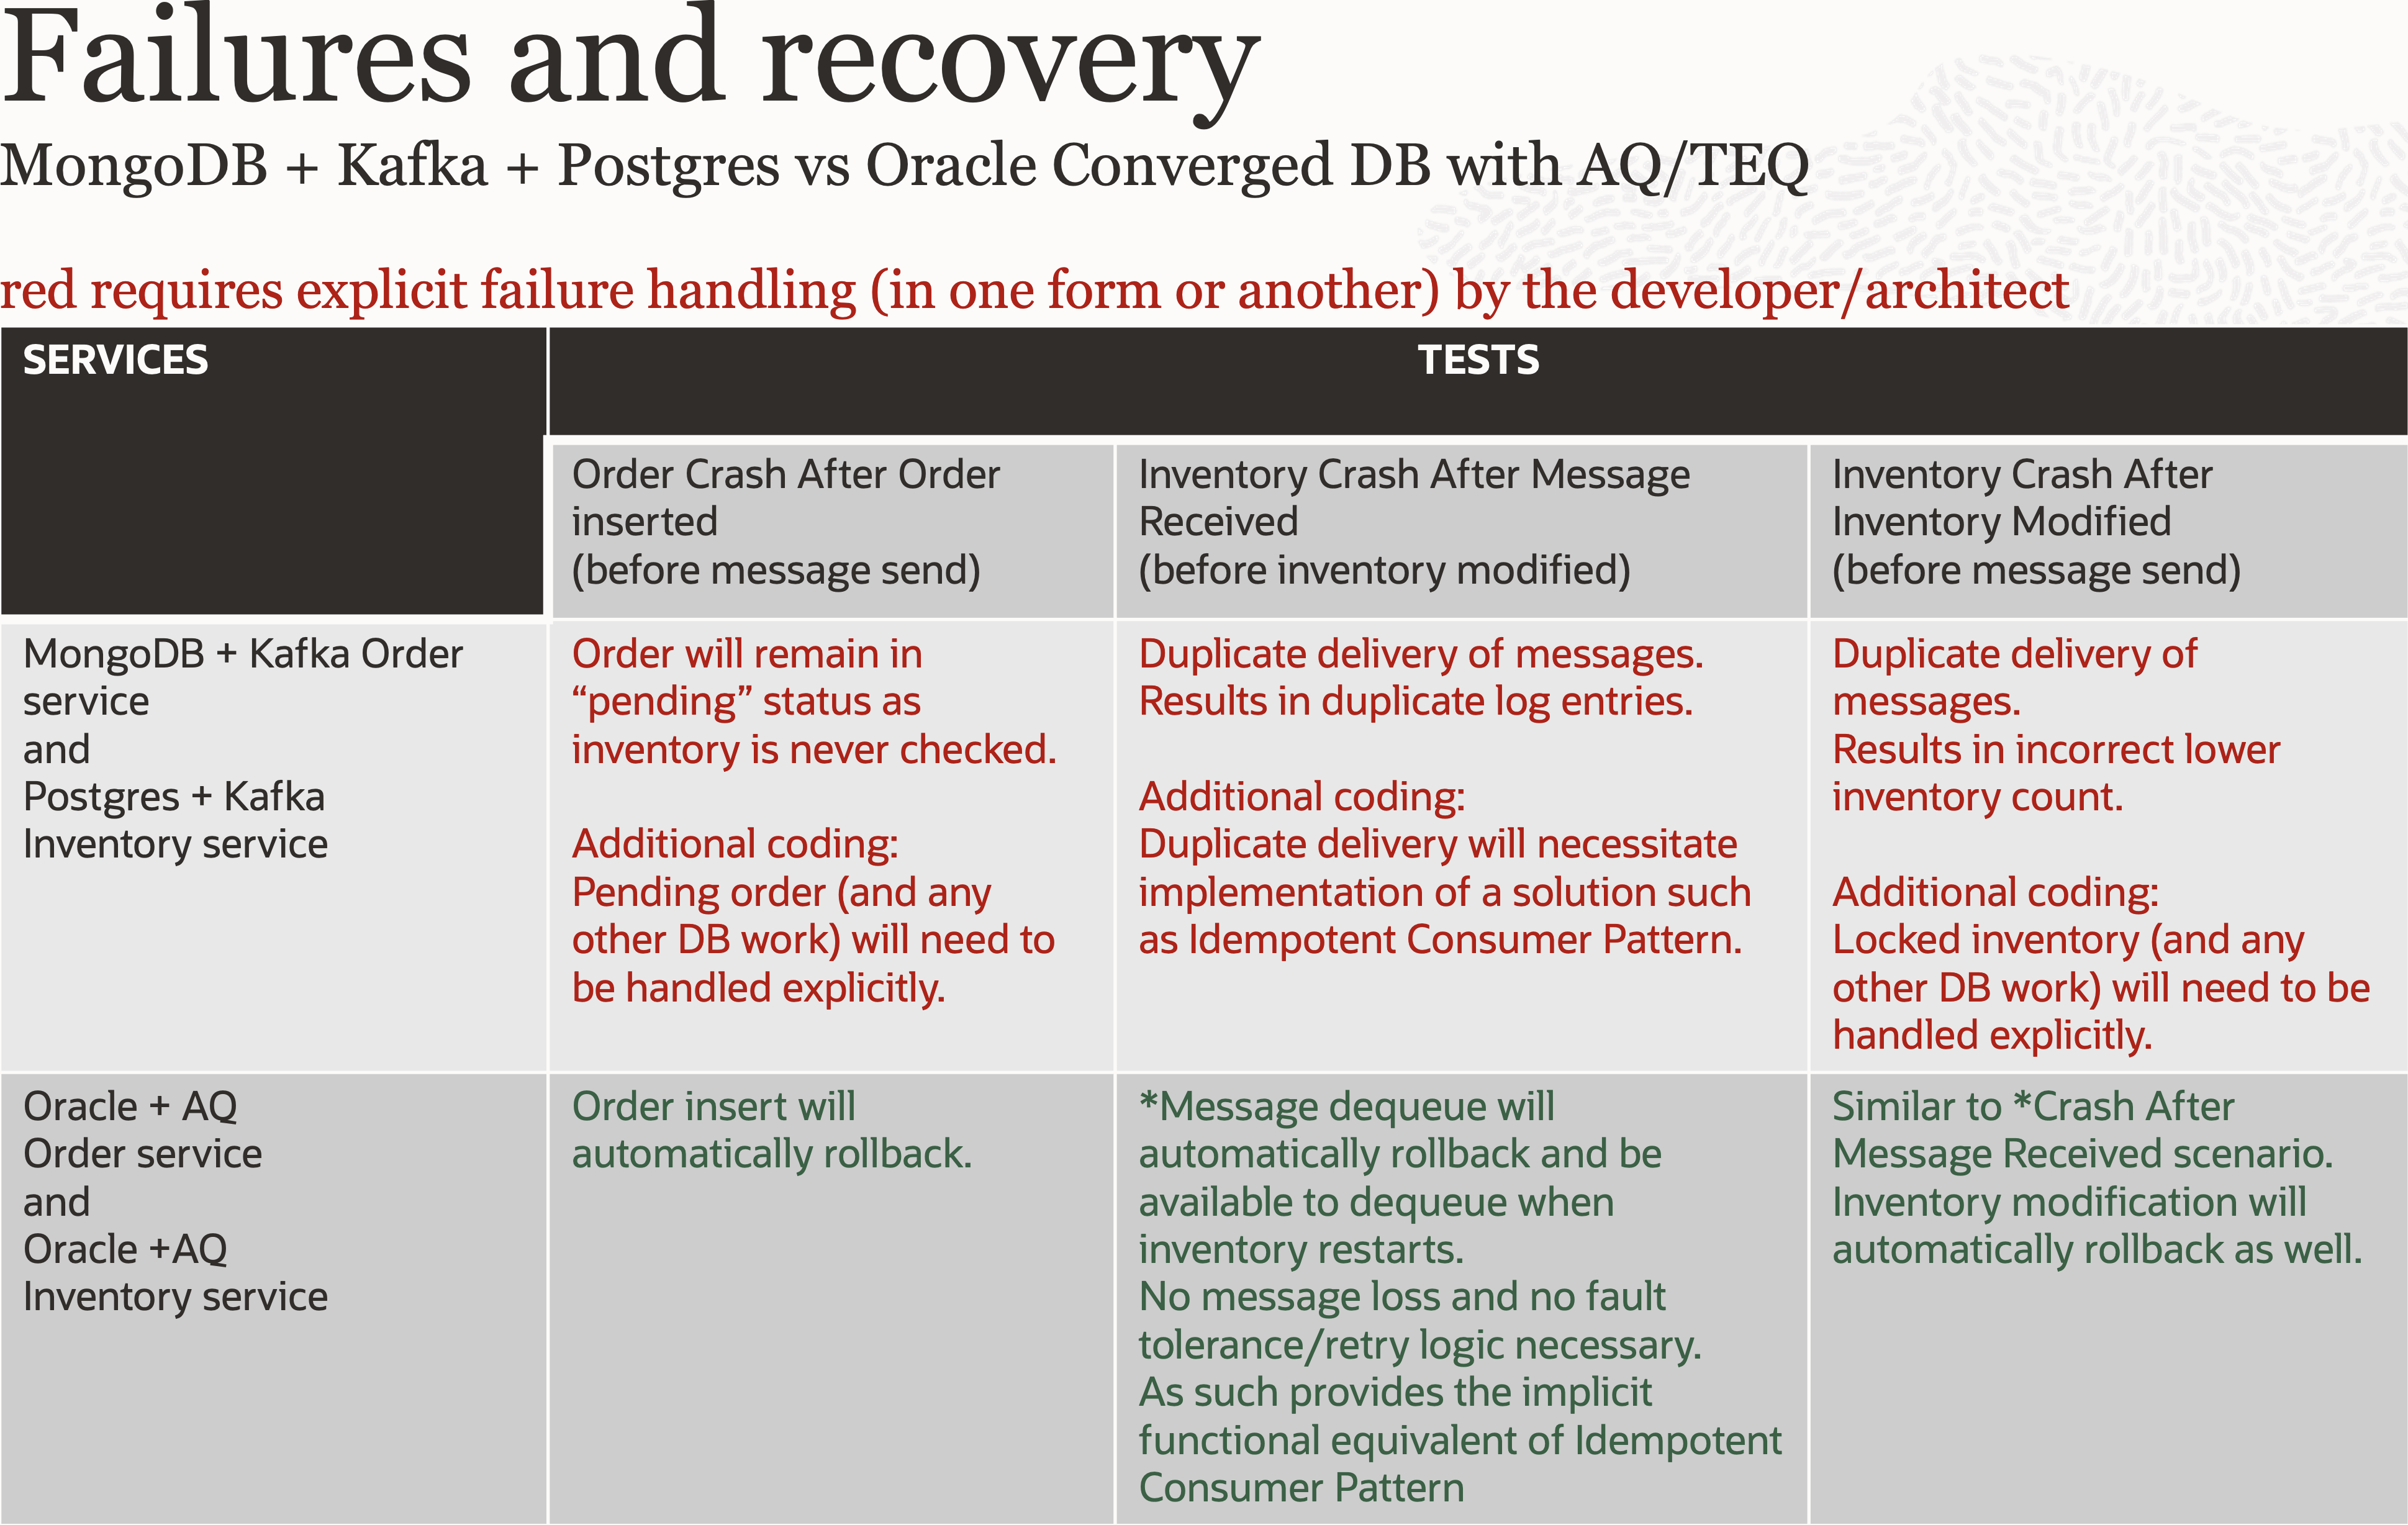 Failures and recovery
MongoDB + Kafka + Postgres vs Oracle Converged DB with AQ/TEQ
red requires explicit failure handling (in one form or another) by the developer/architect
SERVICES
TESTS
Order Crash After Order
inserted
(before message send)
Inventory Crash After Message
Received
(before inventory modified)
Inventory Crash After
Inventory Modified
(before message send)
MongoDB + Kafka Order
service
and
Postgres + Kafka
Inventory service
Order will remain in
“pending” status as
inventory is never checked.
Additional coding:
Pending order (and any
other DB work) will need to
be handled explicitly.
Duplicate delivery of messages.
Results in duplicate log entries.
Additional coding:
Duplicate delivery will necessitate
implementation of a solution such
as Idempotent Consumer Pattern.
Duplicate delivery of
messages.
Results in incorrect lower
inventory count.
Additional coding:
Locked inventory (and any
other DB work) will need to be
handled explicitly.
Oracle + AQ
Order service
and
Oracle +AQ
Inventory service
Order insert will
automatically rollback.
*Message dequeue will
automatically rollback and be
available to dequeue when
inventory restarts.
No message loss and no fault
tolerance/retry logic necessary.
As such provides the implicit
functional equivalent of Idempotent
Consumer Pattern
Similar to *Crash After
Message Received scenario.
Inventory modification will
automatically rollback as well.